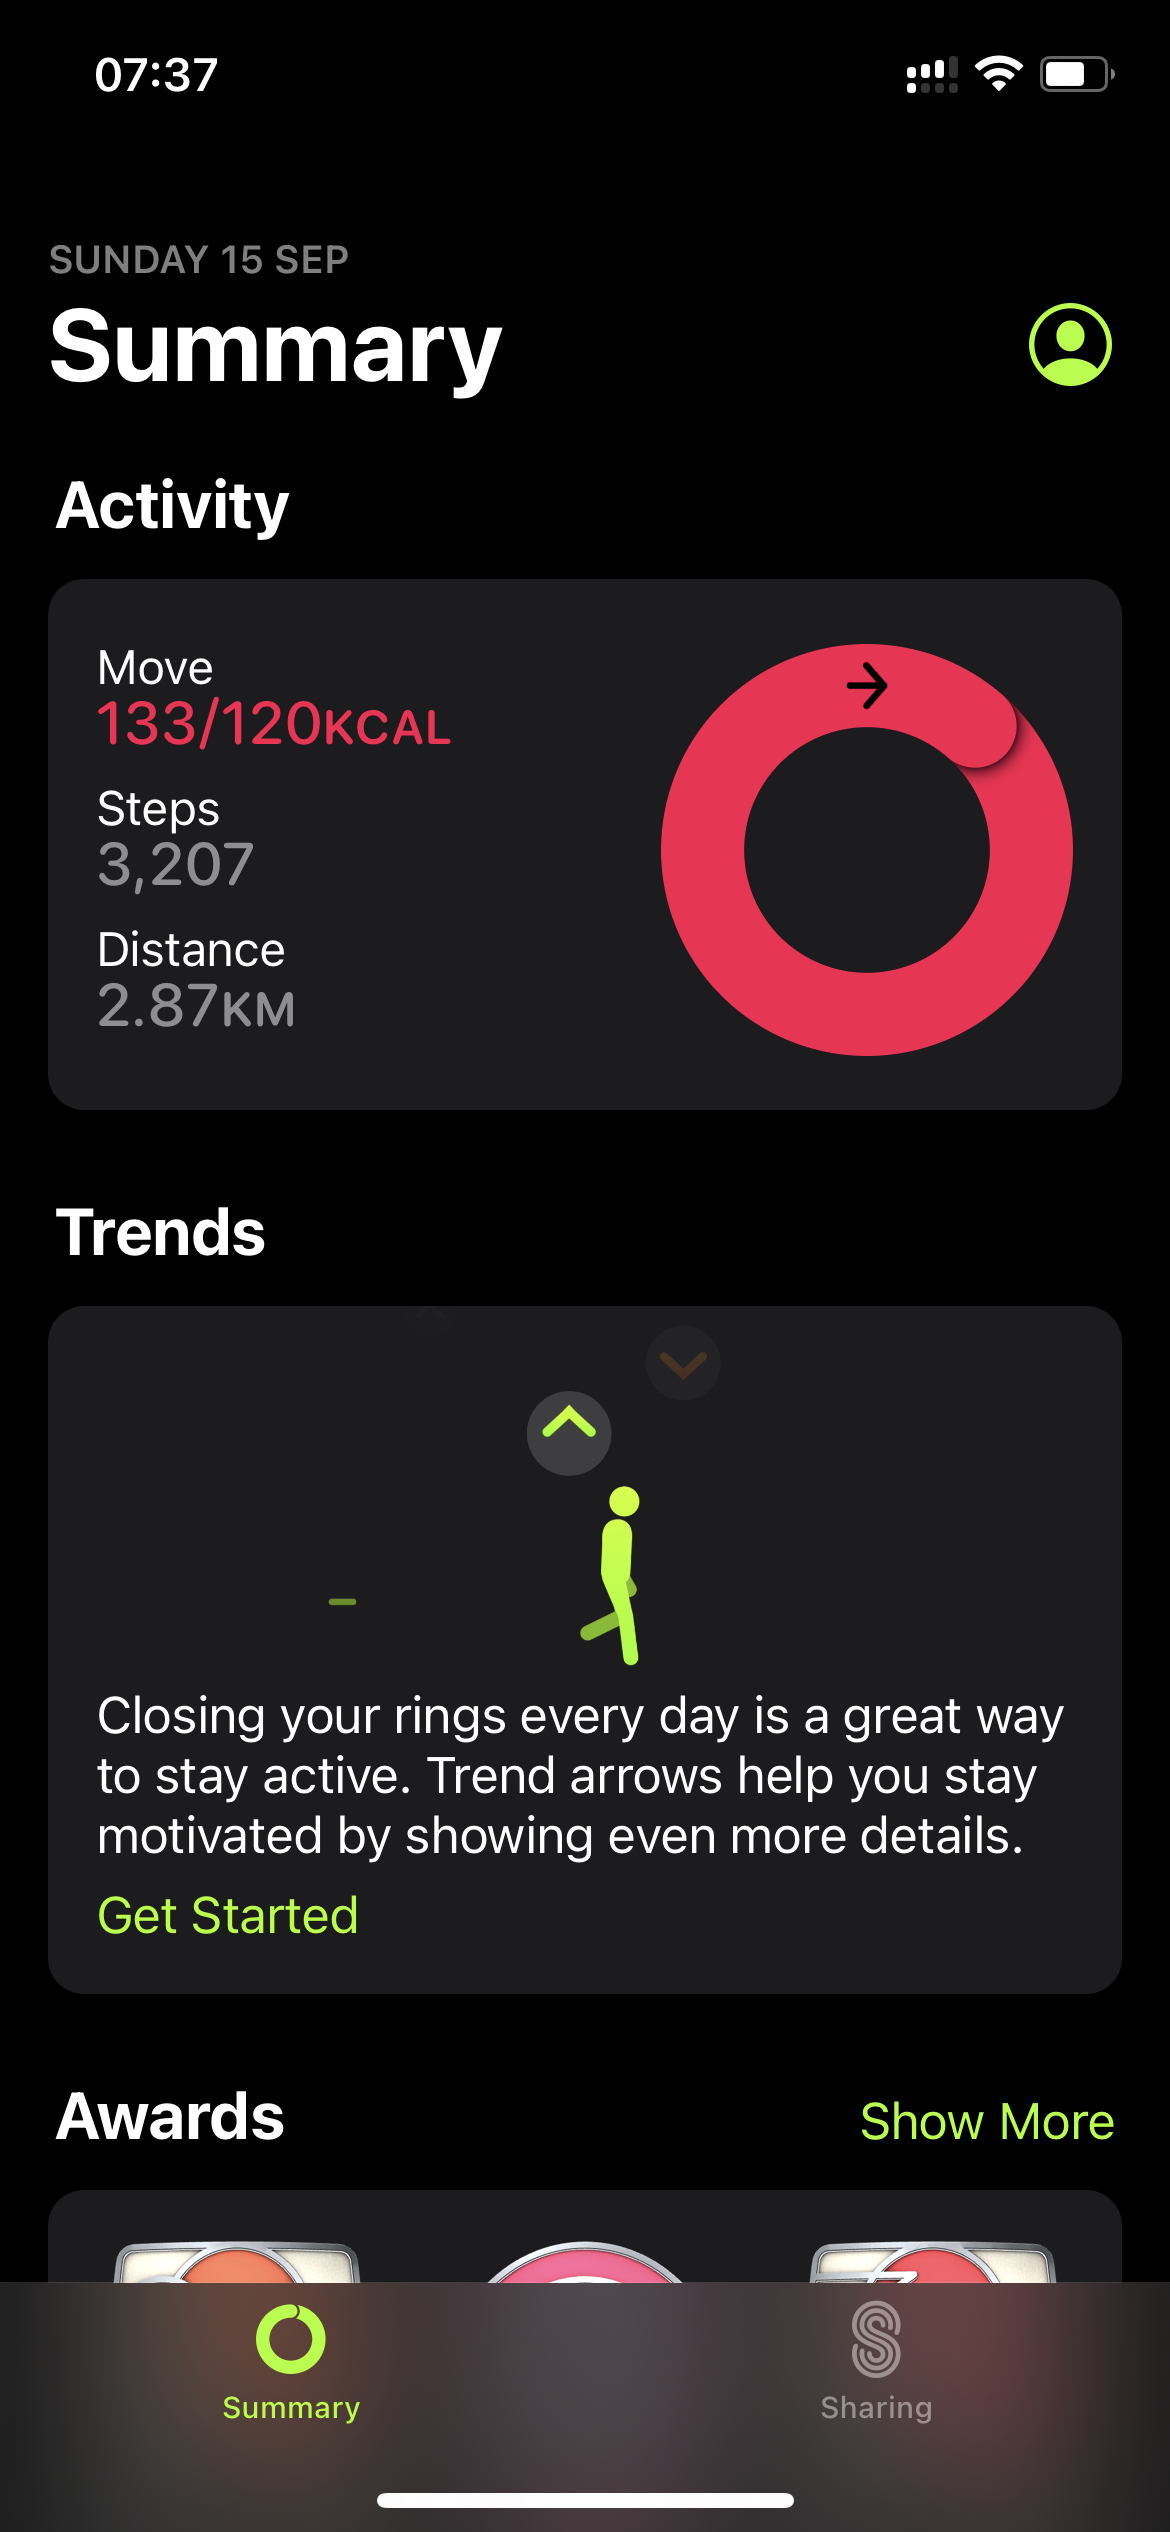 07:37
SUNDAY 15 SEP
Summary
Activity
Move
133/120KCAL
Steps
3,207
Distance
2.87KM
Trends
Closing your rings every day is a great way
to stay active. Trend arrows help you stay
motivated by showing even more details.
Get Started
Awards
Show More
Summary
Sharing